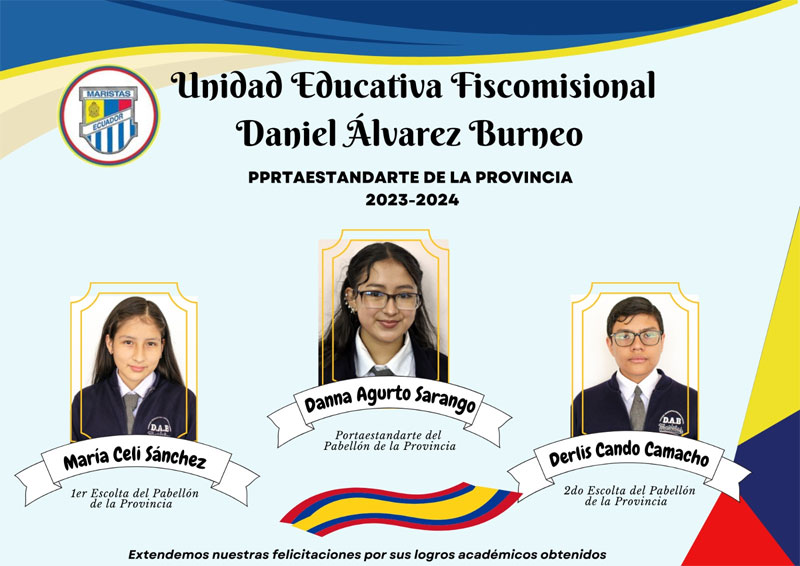 MARISTAS
ECUADOR
Unidad Educativa Fiscomisional
Daniel Álvarez Burneo
PPRTAESTANDARTE DE LA PROVINCIA
2023-2024
Danna Agurto Sarango
Portaestandarte del
Pabellón de la Provincia
D.A.B
María Celi Sánchez
1er Escolta del Pabellón
de la Provincia
D.A.B
Derlis Cando Camacho
2do Escolta del Pabellón
de la Provincia
Extendemos nuestras felicitaciones por sus logros académicos obtenidos